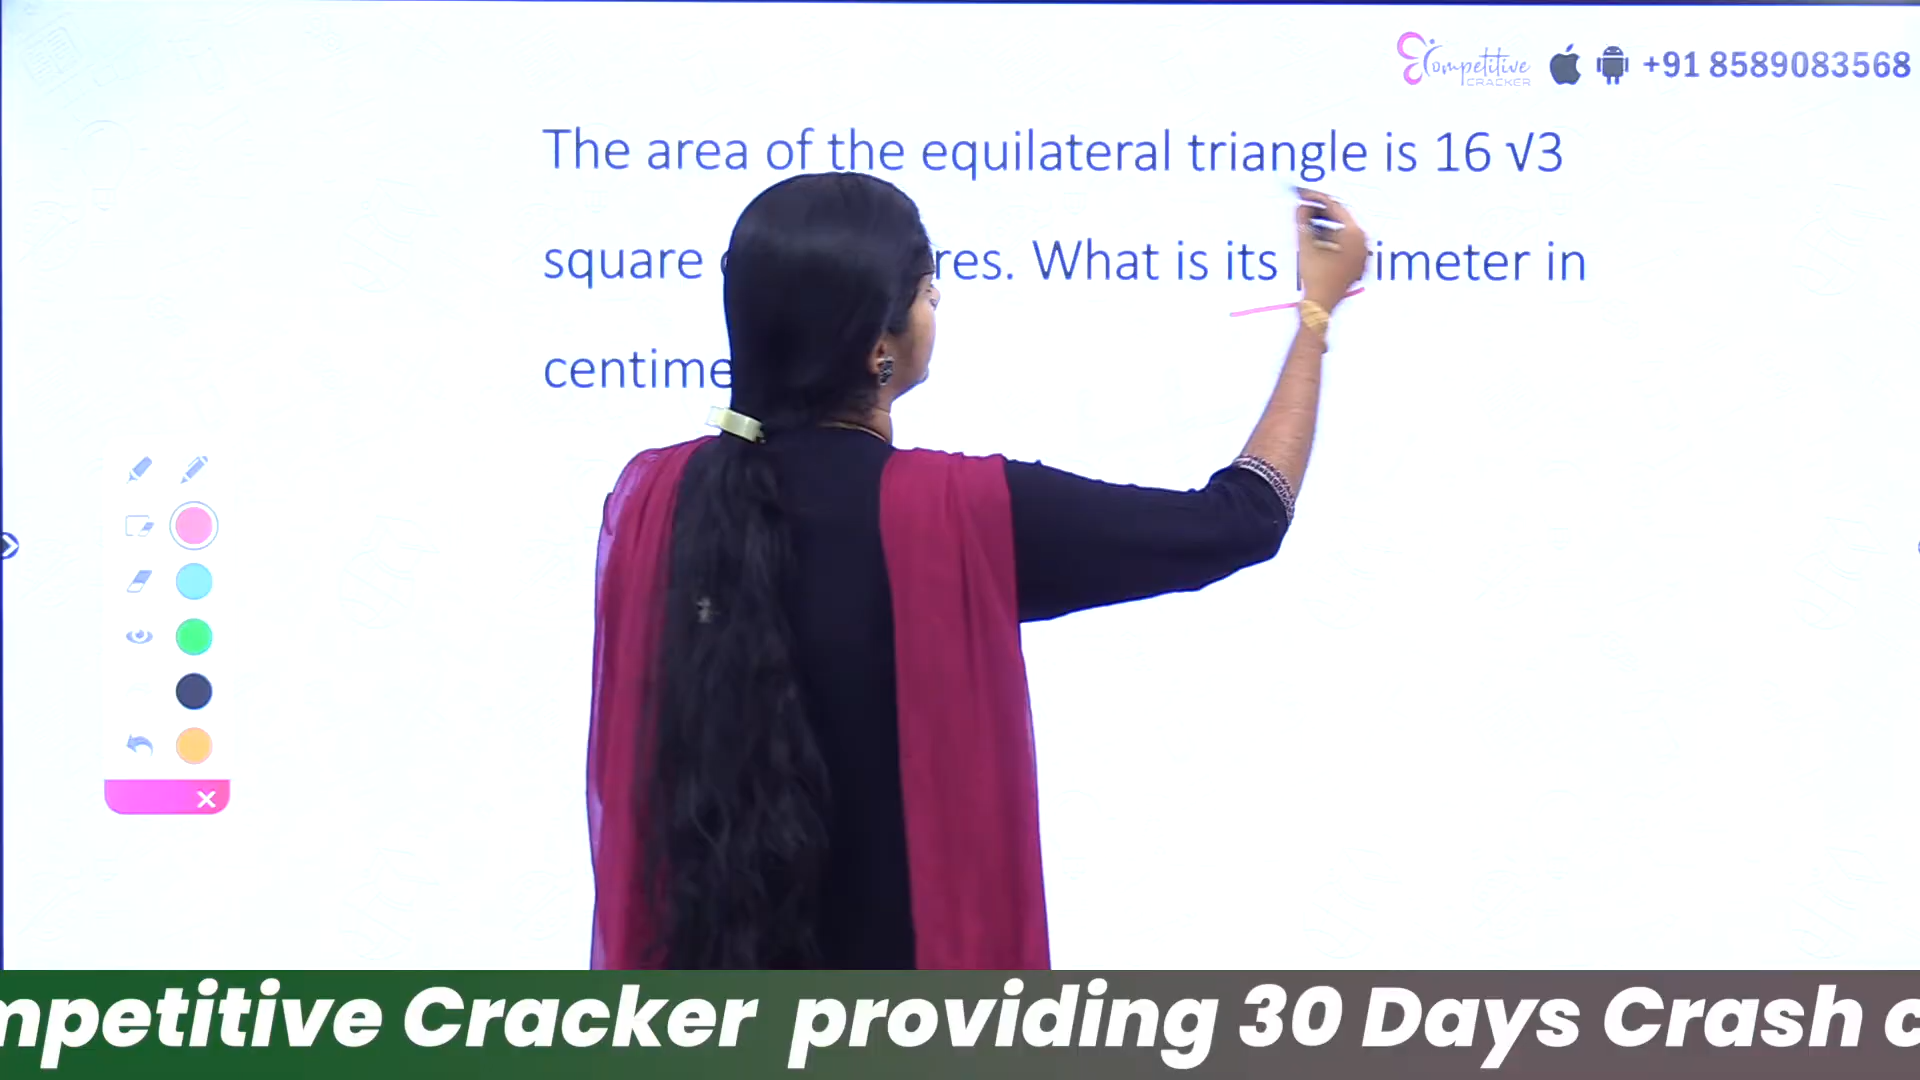 Competitive
CRACKER
+91 8589083568
The area of the equilateral triangle is 16 √3
square res. What is its imeter in
centime
mpetitive Cracker providing 30 Days Crash c